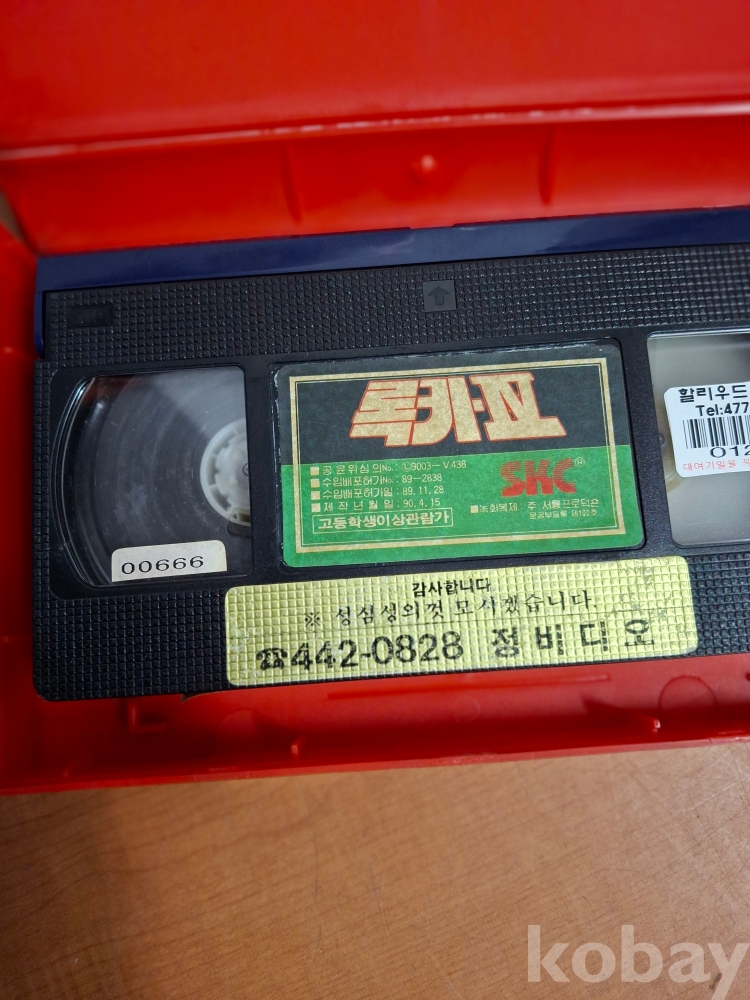 록키·Ⅳ
■ 공윤위심의No.: ⓛ9003-V438
■ 수입배포허가No.: 89-2838
■ 수입배포허가일: 89.11.28
■ 제작년월일: 90.4.15
고등학생이상관람가
SKC®
■녹화복제 주 서톨프로덕숀
00666
할리우드
Tel:477
012
감사합니다
※ 성심성의껏 모시겠습니다.
☎442-0828 정비디오
kobay